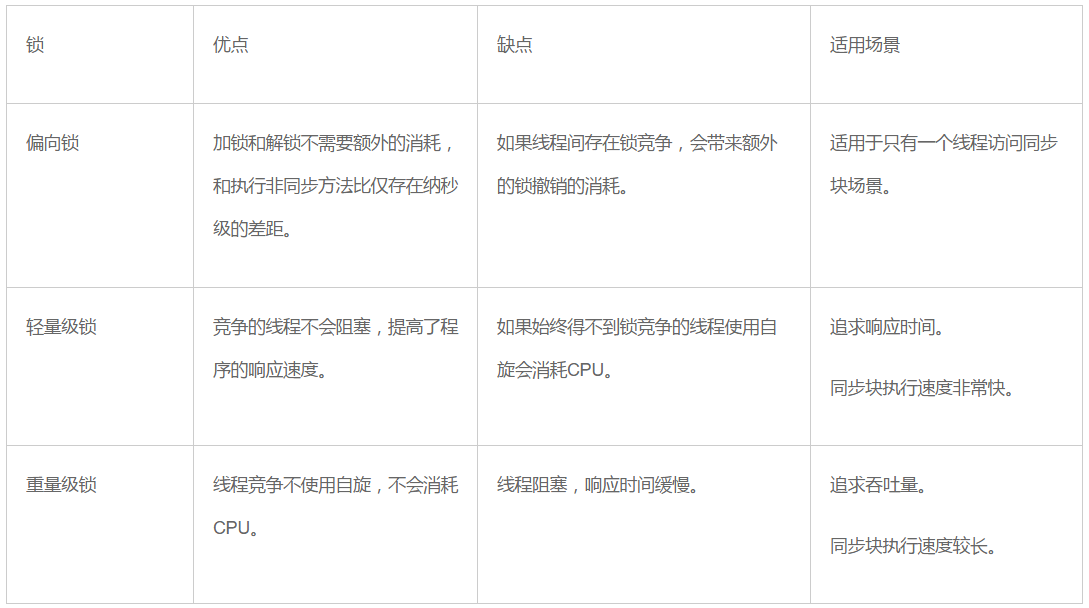 锁
优点
缺点
适用场景
偏向锁
加锁和解锁不需要额外的消耗，
和执行非同步方法比仅存在纳秒
级的差距。
如果线程间存在锁竞争，会带来额外
的锁撤销的消耗。
适用于只有一个线程访问同步
块场景。
轻量级锁
竞争的线程不会阻塞，提高了程
序的响应速度。
如果始终得不到锁竞争的线程使用自
旋会消耗CPU。
追求响应时间。
同步块执行速度非常快。
重量级锁
线程竞争不使用自旋，不会消耗
CPU。
线程阻塞，响应时间缓慢。
追求吞吐量。
同步块执行速度较长。